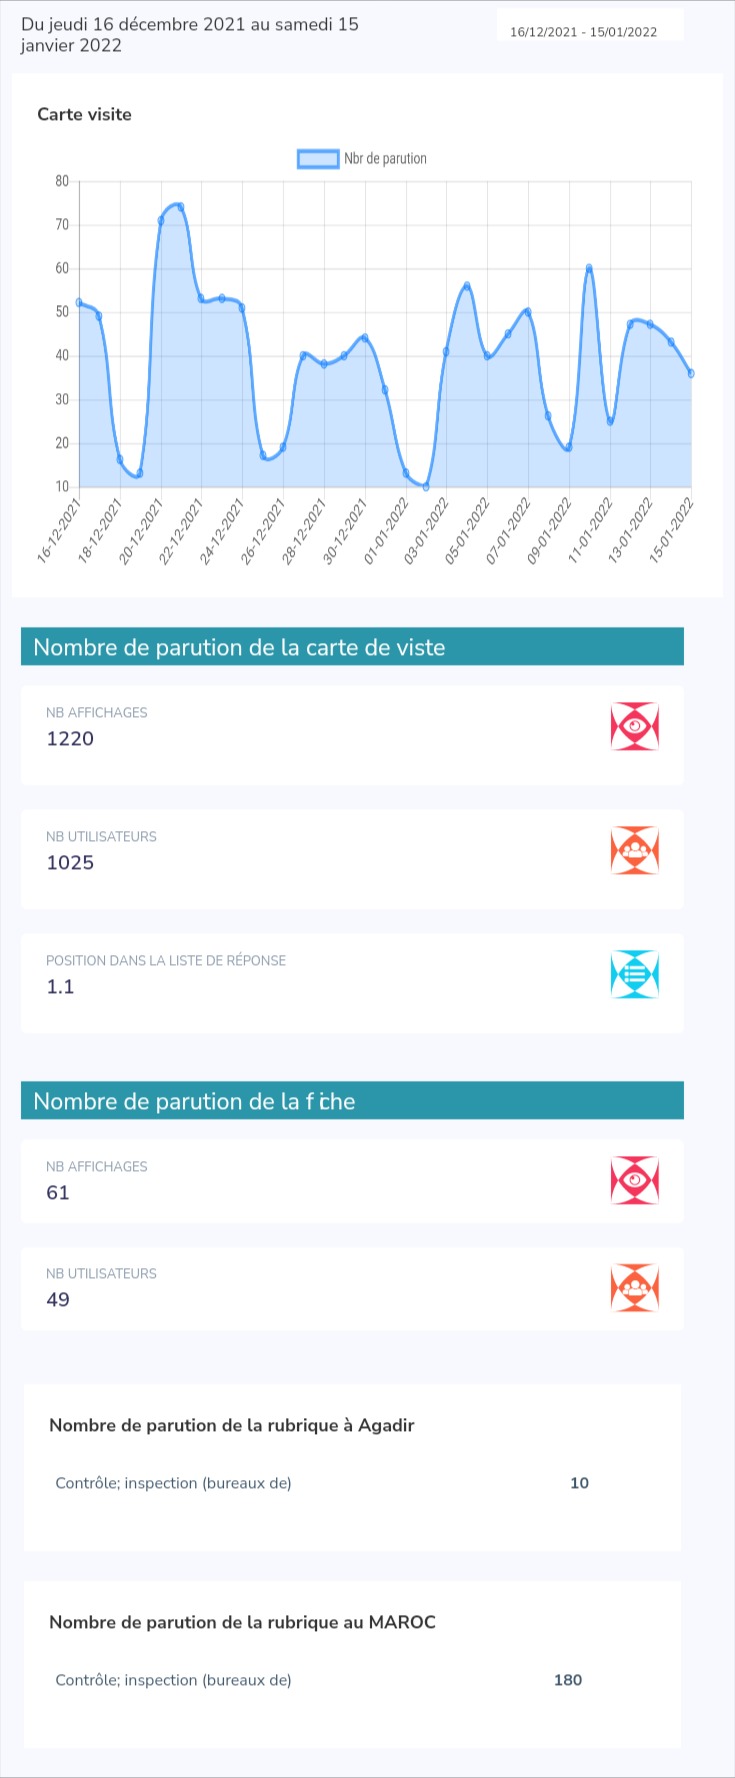 Du jeudi 16 décembre 2021 au samedi 15
janvier 2022
16/12/2021 - 15/01/2022
Carte visite
Nbr de parution
80
70
60
50
40
30
20
10
16-12-2021
18-12-2021
20-12-2021
22-12-2021
24-12-2021
26-12-2021
28-12-2021
30-12-2021
01-01-2022
03-01-2022
05-01-2022
07-01-2022
09-01-2022
11-01-2022
13-01-2022
15-01-2022
Nombre de parution de la carte de viste
NB AFFICHAGES
1220
NB UTILISATEURS
1025
POSITION DANS LA LISTE DE RÉPONSE
1.1
Nombre de parution de la fiche
NB AFFICHAGES
61
NB UTILISATEURS
49
Nombre de parution de la rubrique à Agadir
Contrôle; inspection (bureaux de) 10
Nombre de parution de la rubrique au MAROC
Contrôle; inspection (bureaux de) 180